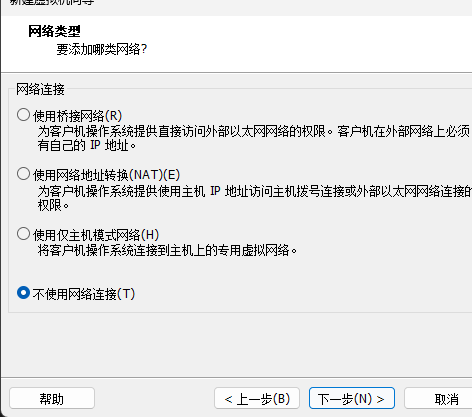 新建虚拟机向导
网络类型
要添加哪类网络?
网络连接
使用桥接网络(R)
为客户机操作系统提供直接访问外部以太网网络的权限。客户机在外部网络上必须
有自己的 IP 地址。
使用网络地址转换(NAT)(E)
为客户机操作系统提供使用主机 IP 地址访问主机拨号连接或外部以太网网络连接的
权限。
使用仅主机模式网络(H)
将客户机操作系统连接到主机上的专用虚拟网络。
不使用网络连接(T)
帮助
< 上一步(B)
下一步(N) >
取消